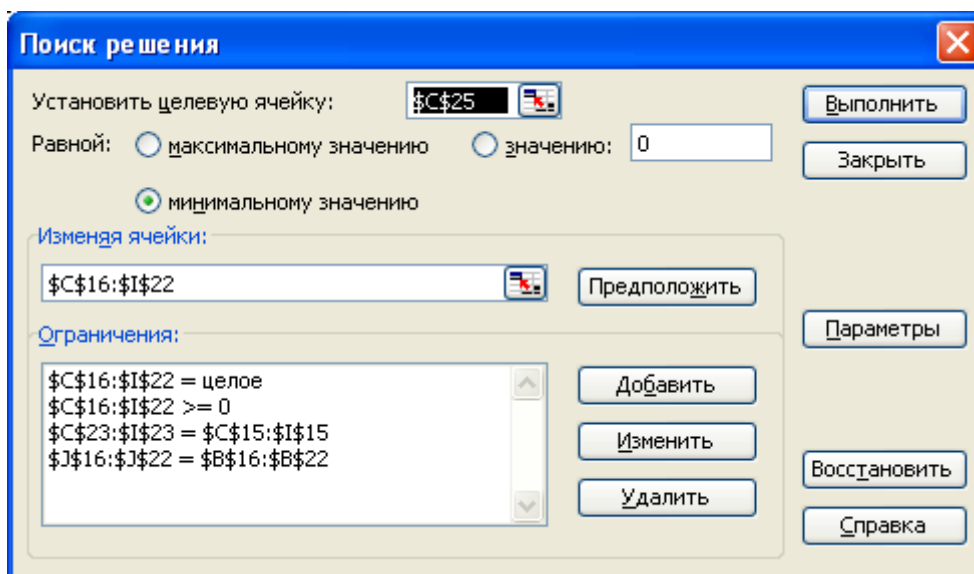 Поиск решения
Установить целевую ячейку: $C$25
Выполнить
Равной: максимальному значению значению: 0
Закрыть
минимальному значению
Изменяя ячейки:
$C$16:$I$22
Предположить
Ограничения:
Параметры
$C$16:$I$22 = целое
$C$16:$I$22 >= 0
$C$23:$I$23 = $C$15:$I$15
$J$16:$J$22 = $B$16:$B$22
Добавить
Изменить
Удалить
Восстановить
Справка